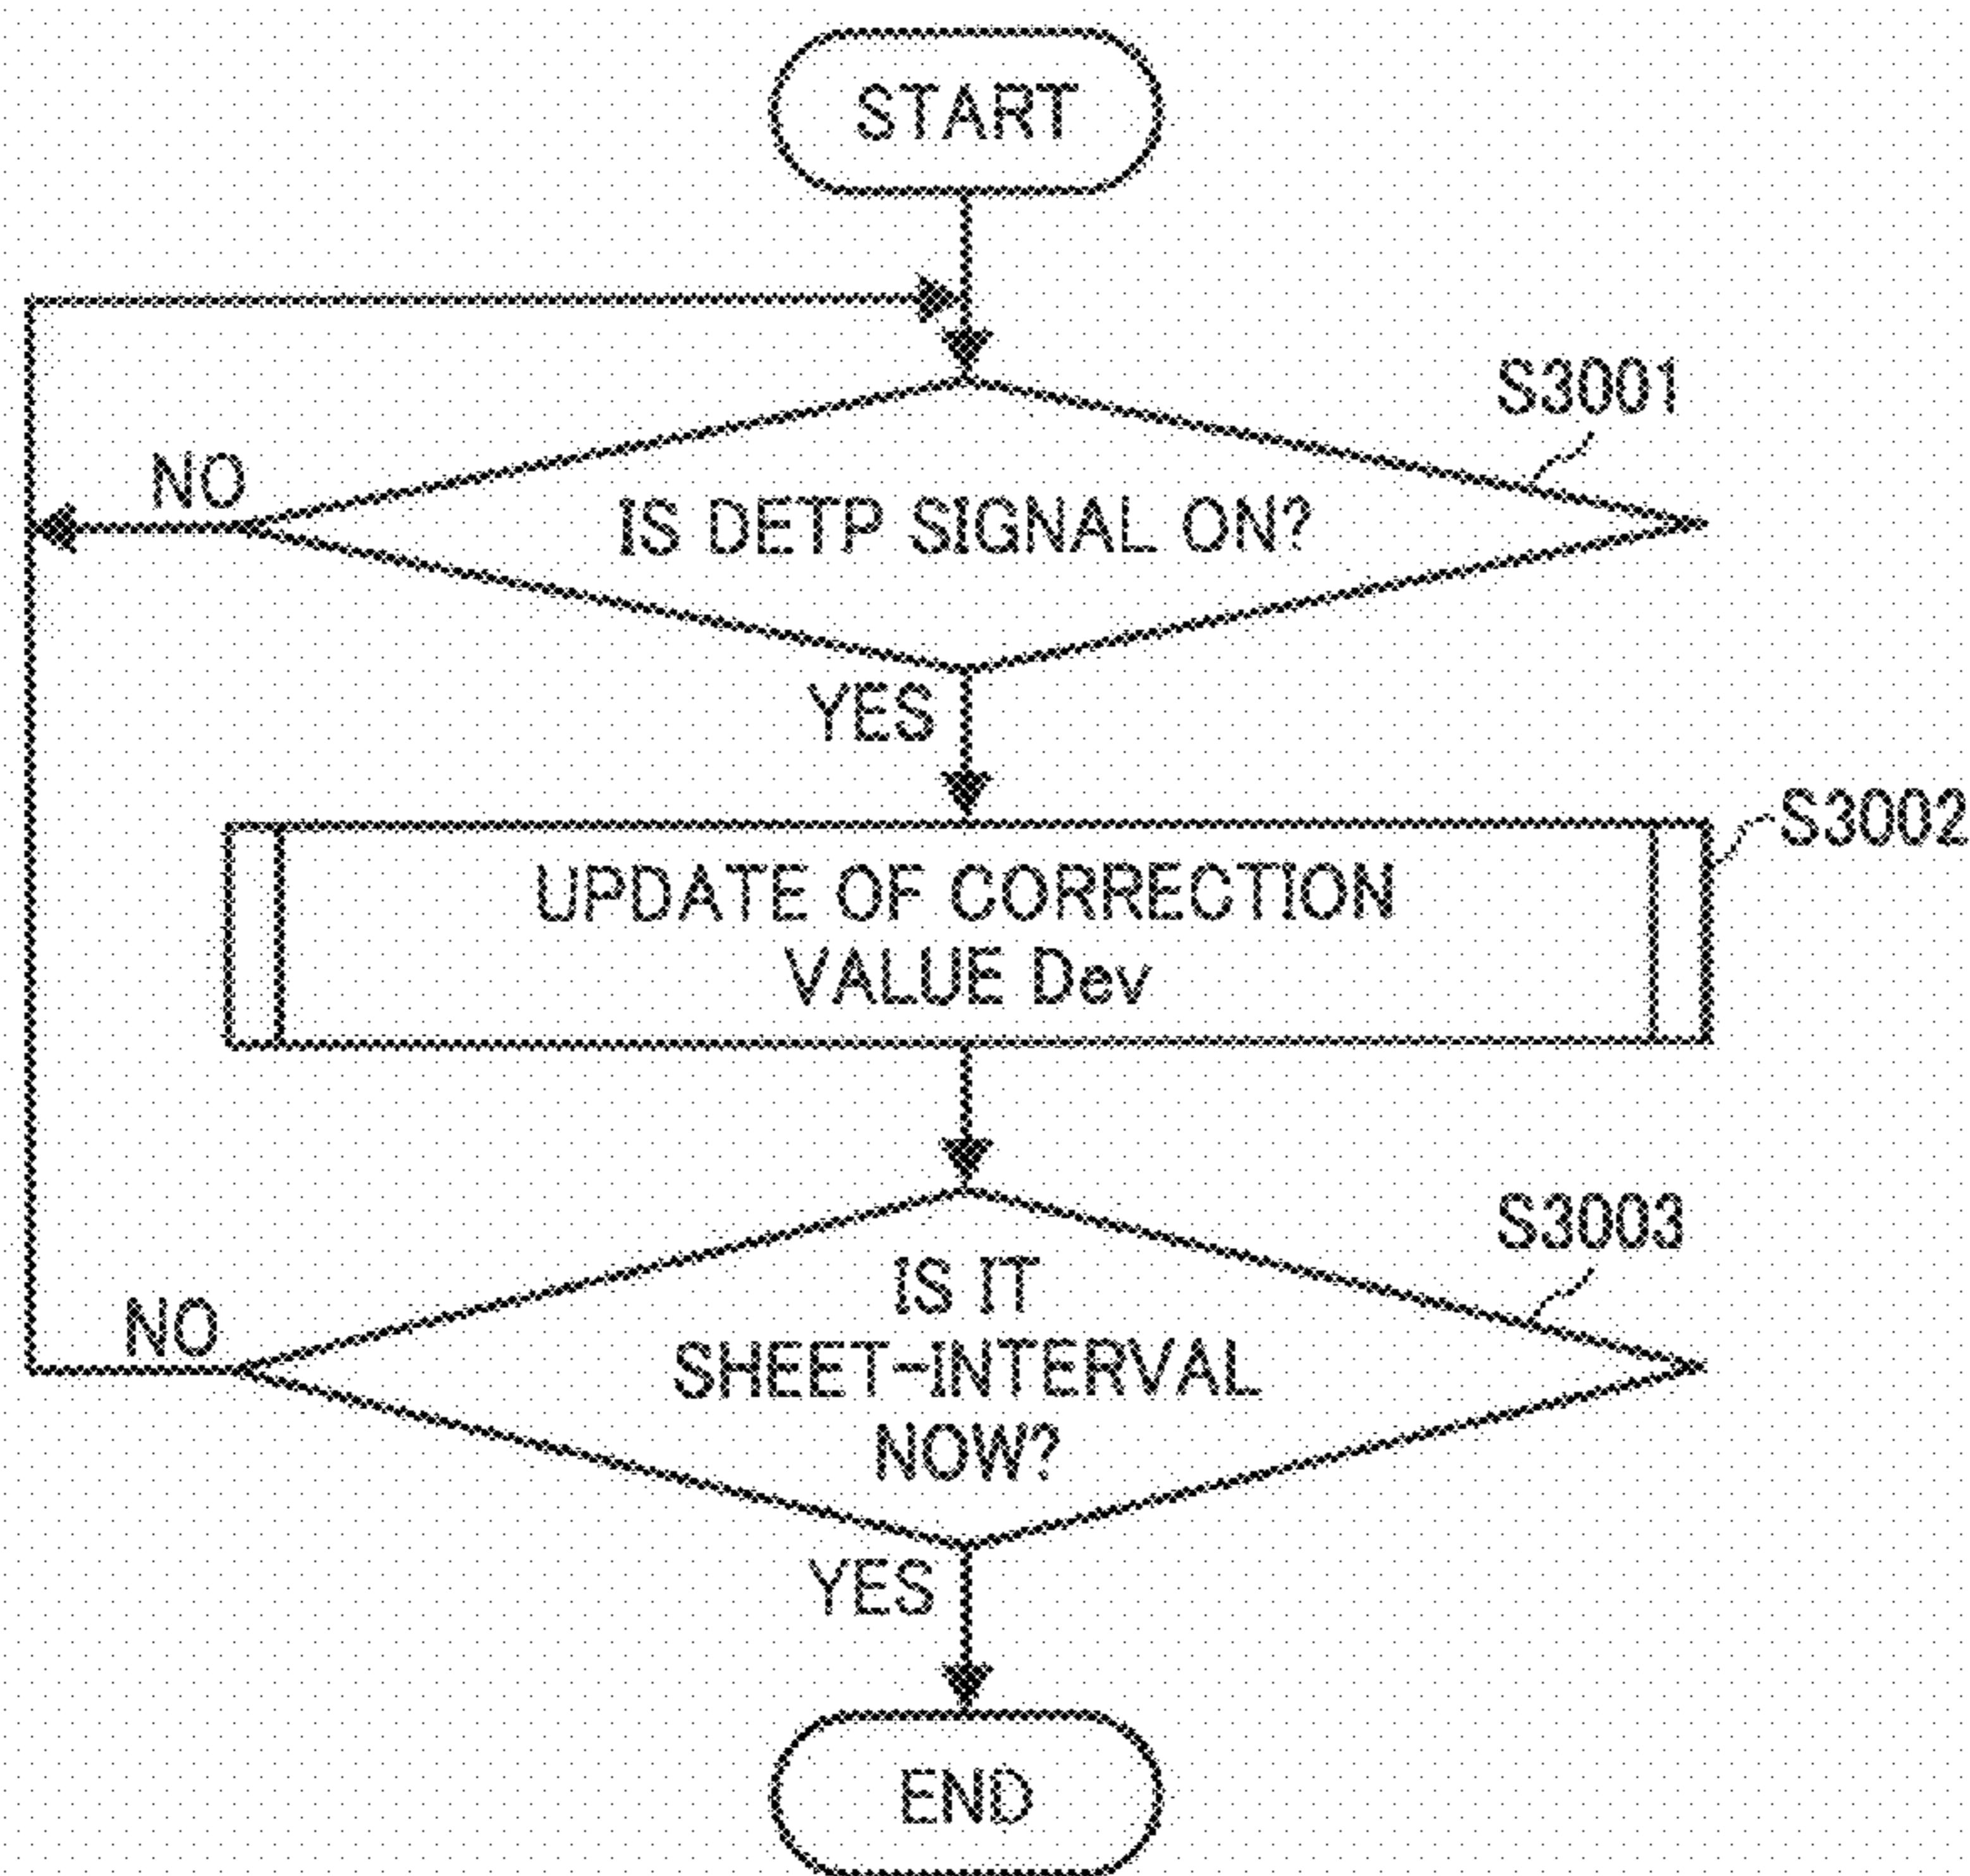 START
S3001
NO
IS DETP SIGNAL ON?
YES
S3002
UPDATE OF CORRECTION
VALUE Dev
S3003
NO
IS IT
SHEET-INTERVAL
NOW?
YES
END